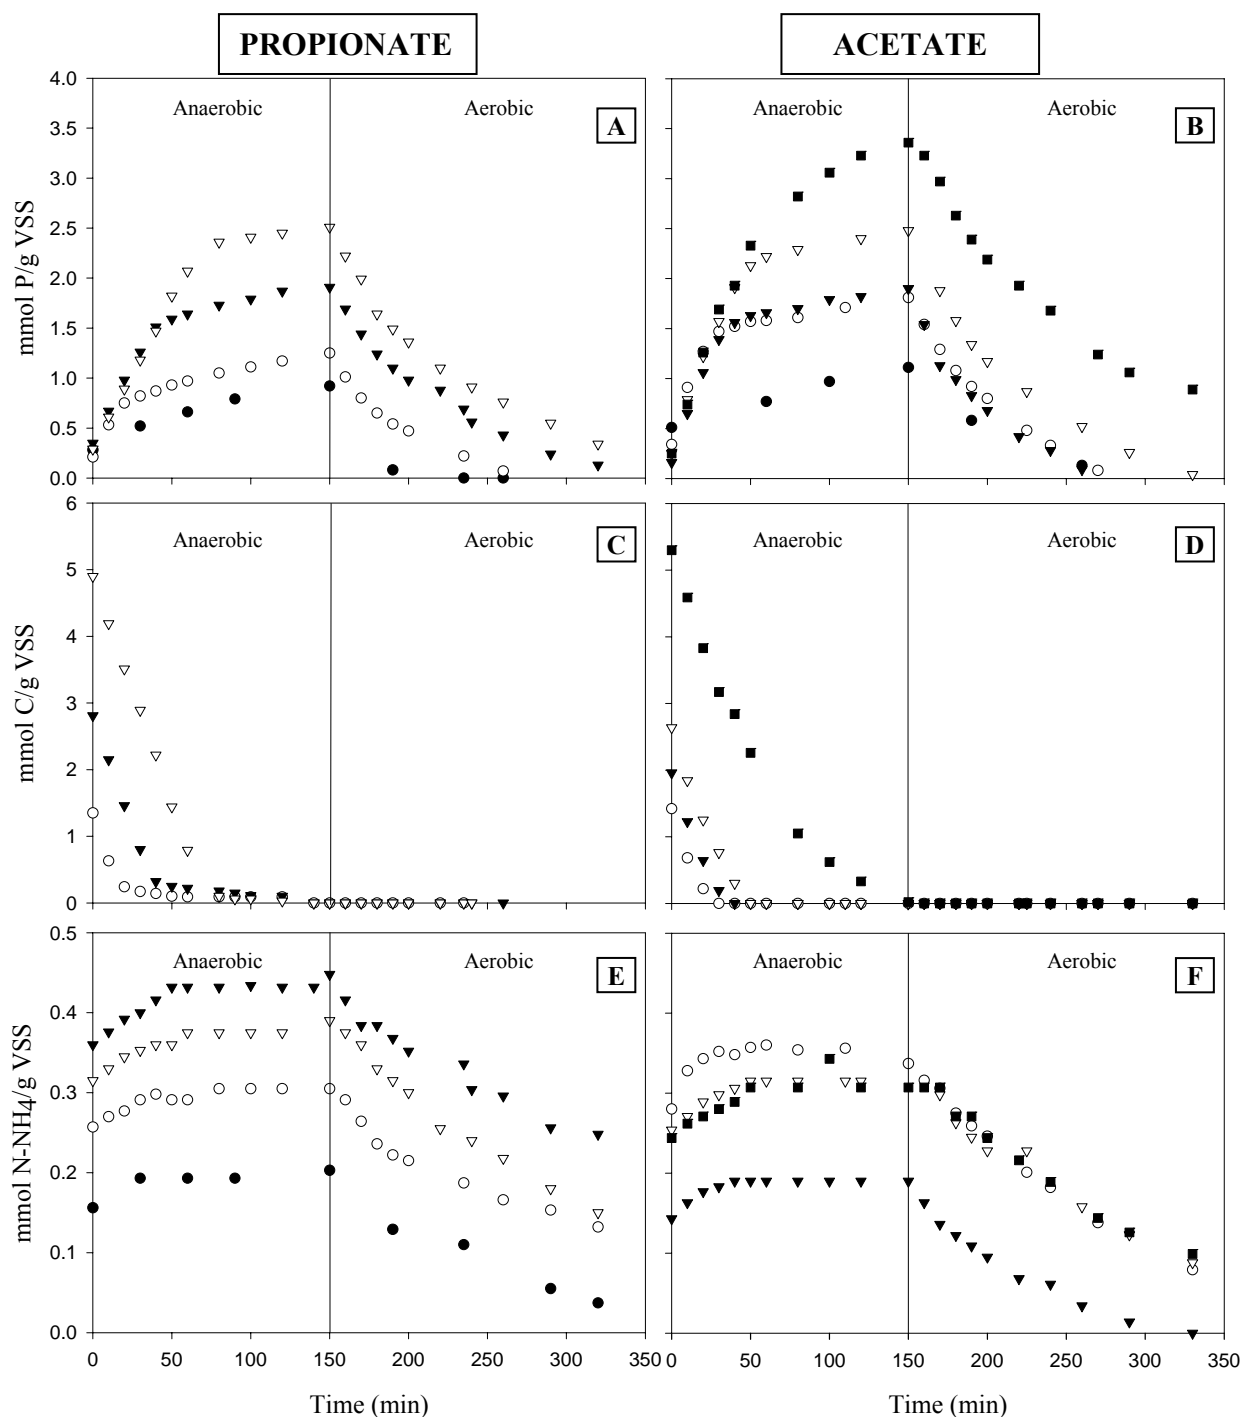 PROPIONATE
ACETATE
4.0
3.5
3.0
2.5
2.0
1.5
1.0
0.5
0.0
mmol P/g VSS
Anaerobic
Aerobic
A
Anaerobic
Aerobic
B
6
5
4
3
2
1
0
mmol C/g VSS
Anaerobic
Aerobic
C
Anaerobic
Aerobic
D
0.5
0.4
0.3
0.2
0.1
0.0
mmol N-NH4/g VSS
Anaerobic
Aerobic
E
Anaerobic
Aerobic
F
0 50 100 150 200 250 300 350
0 50 100 150 200 250 300 350
Time (min)
Time (min)